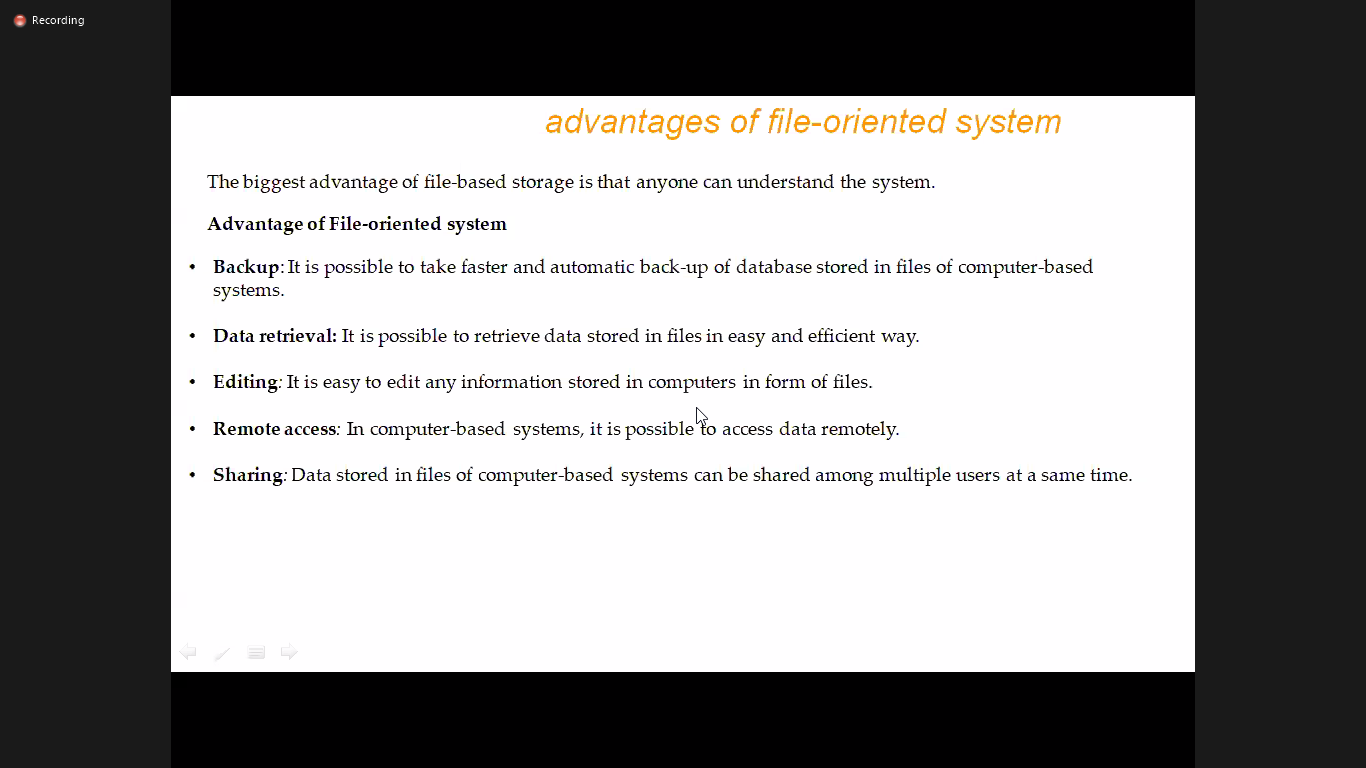 Recording
advantages of file-oriented system
The biggest advantage of file-based storage is that anyone can understand the system.
Advantage of File-oriented system
• Backup: It is possible to take faster and automatic back-up of database stored in files of computer-based
systems.
• Data retrieval: It is possible to retrieve data stored in files in easy and efficient way.
• Editing: It is easy to edit any information stored in computers in form of files.
• Remote access: In computer-based systems, it is possible to access data remotely.
• Sharing: Data stored in files of computer-based systems can be shared among multiple users at a same time.